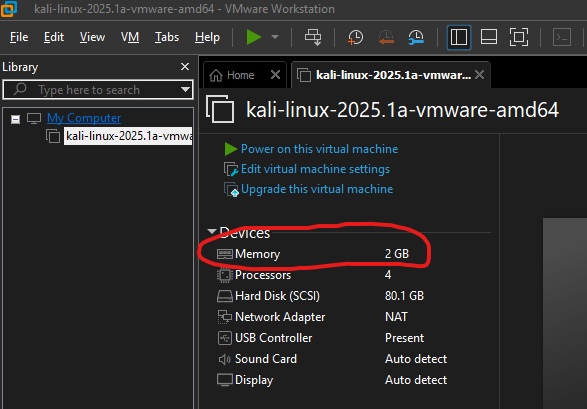 kali-linux-2025.1a-vmware-amd64 - VMware Workstation
File Edit View VM Tabs Help
Library
Type here to search
My Computer
kali-linux-2025.1a-vmwa
Home
kali-linux-2025.1a-vmwar...
kali-linux-2025.1a-vmware-amd64
Power on this virtual machine
Edit virtual machine settings
Upgrade this virtual machine
Devices
Memory 2 GB
Processors 4
Hard Disk (SCSI) 80.1 GB
Network Adapter NAT
USB Controller Present
Sound Card Auto detect
Display Auto detect